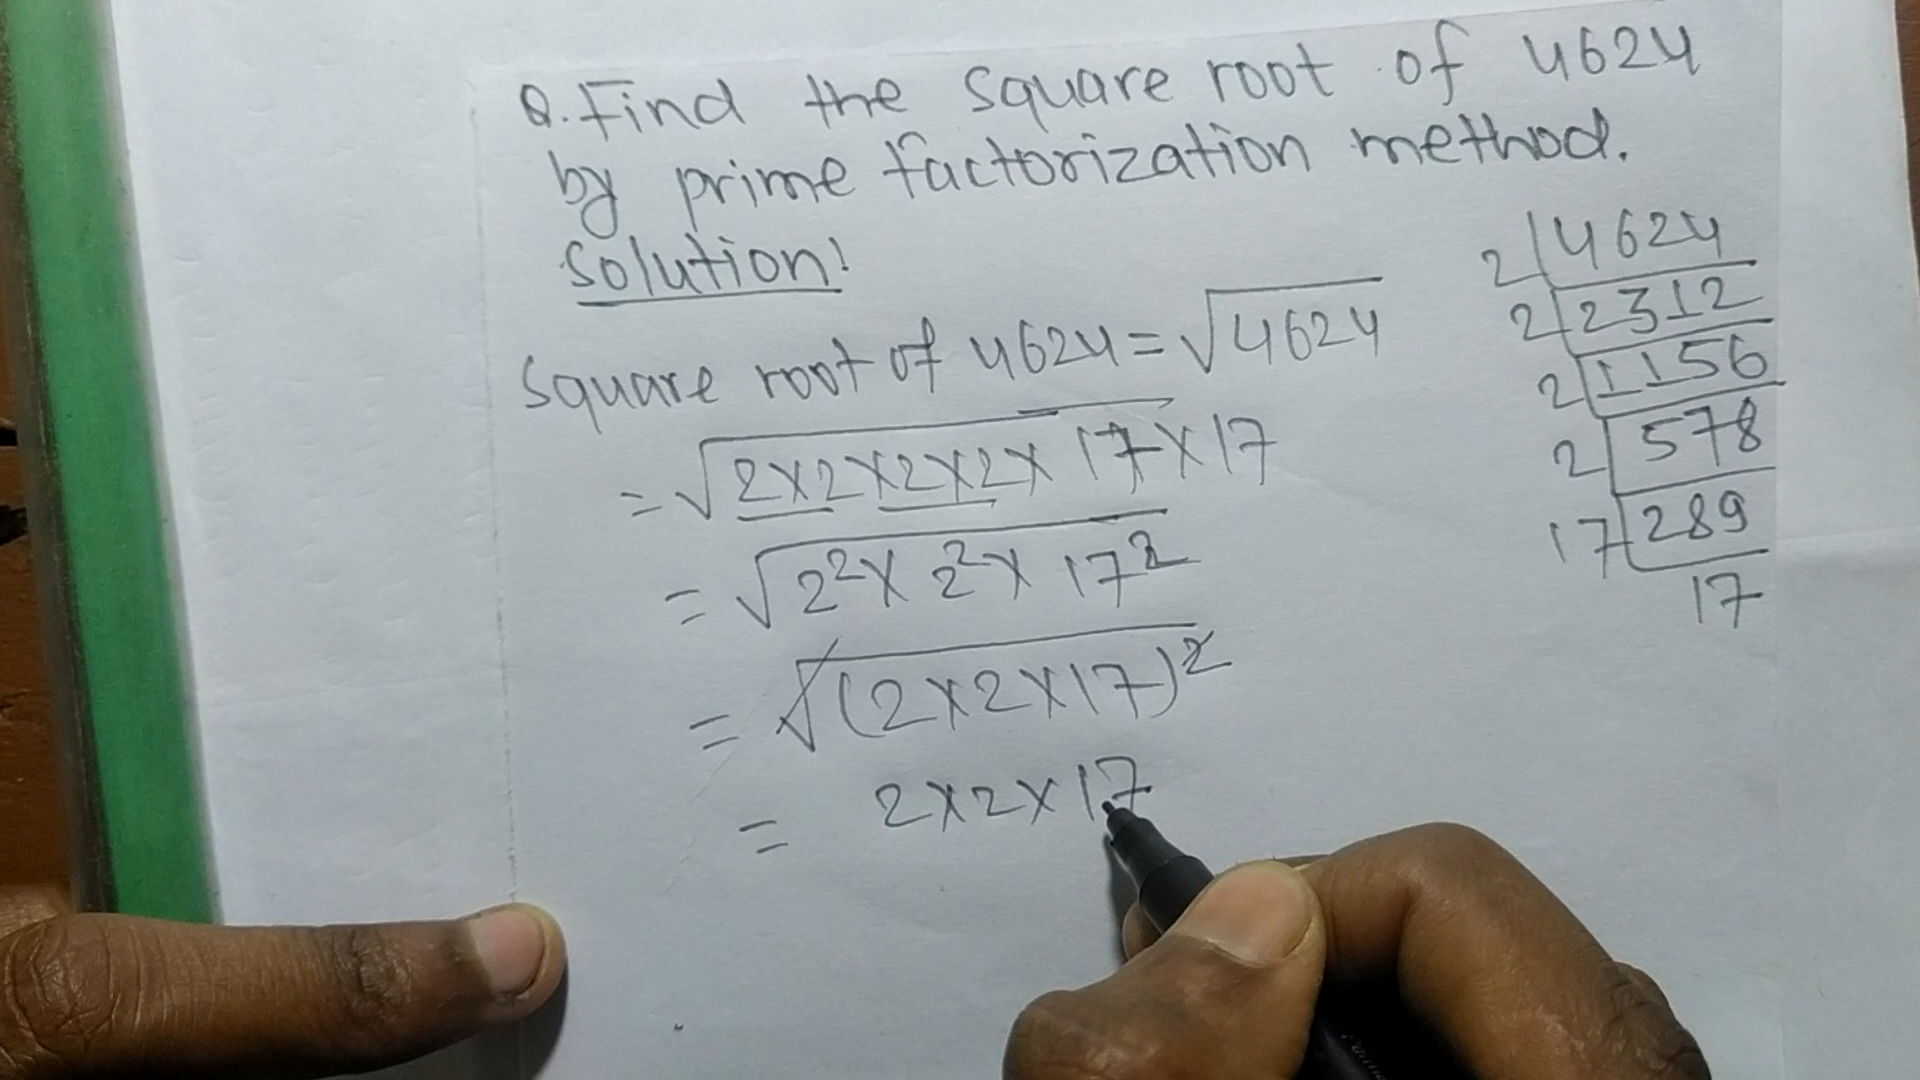 Q. Find the square root of 4624
by prime factorization method.
Solution!
Square root of 4624 = √4624
= √2×2×2×2×17×17
= √2²×2²×17²
= √(2×2×17)²
= 2×2×17
2 | 4624
2 | 2312
2 | 1156
2 | 578
17 | 289
17